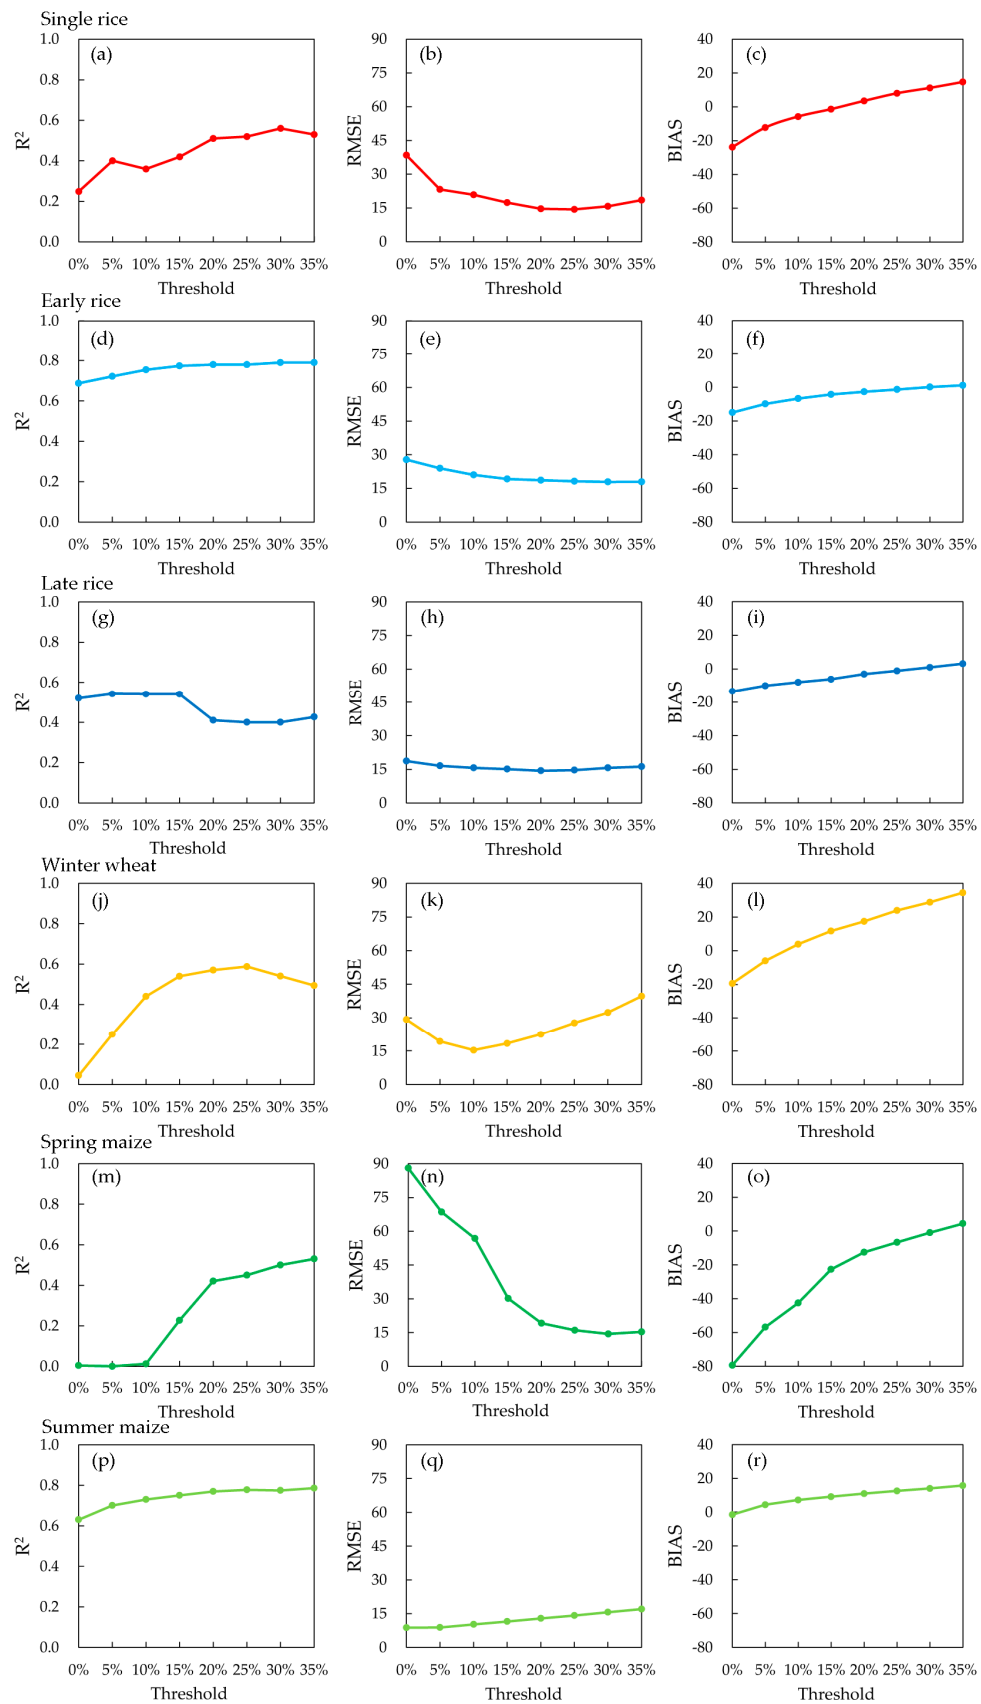 Single rice
(a) (b) (c)
1.0 0.8 0.6 0.4 0.2 0.0
R²
90 75 60 45 30 15 0
RMSE
40 20 0 -20 -40 -60 -80
BIAS
0% 5% 10% 15% 20% 25% 30% 35% 0% 5% 10% 15% 20% 25% 30% 35% 0% 5% 10% 15% 20% 25% 30% 35%
Threshold Threshold Threshold
Early rice
(d) (e) (f)
1.0 0.8 0.6 0.4 0.2 0.0
R²
90 75 60 45 30 15 0
RMSE
40 20 0 -20 -40 -60 -80
BIAS
0% 5% 10% 15% 20% 25% 30% 35% 0% 5% 10% 15% 20% 25% 30% 35% 0% 5% 10% 15% 20% 25% 30% 35%
Threshold Threshold Threshold
Late rice
(g) (h) (i)
1.0 0.8 0.6 0.4 0.2 0.0
R²
90 75 60 45 30 15 0
RMSE
40 20 0 -20 -40 -60 -80
BIAS
0% 5% 10% 15% 20% 25% 30% 35% 0% 5% 10% 15% 20% 25% 30% 35% 0% 5% 10% 15% 20% 25% 30% 35%
Threshold Threshold Threshold
Winter wheat
(j) (k) (l)
1.0 0.8 0.6 0.4 0.2 0.0
R²
90 75 60 45 30 15 0
RMSE
40 20 0 -20 -40 -60 -80
BIAS
0% 5% 10% 15% 20% 25% 30% 35% 0% 5% 10% 15% 20% 25% 30% 35% 0% 5% 10% 15% 20% 25% 30% 35%
Threshold Threshold Threshold
Spring maize
(m) (n) (o)
1.0 0.8 0.6 0.4 0.2 0.0
R²
90 75 60 45 30 15 0
RMSE
40 20 0 -20 -40 -60 -80
BIAS
0% 5% 10% 15% 20% 25% 30% 35% 0% 5% 10% 15% 20% 25% 30% 35% 0% 5% 10% 15% 20% 25% 30% 35%
Threshold Threshold Threshold
Summer maize
(p) (q) (r)
1.0 0.8 0.6 0.4 0.2 0.0
R²
90 75 60 45 30 15 0
RMSE
40 20 0 -20 -40 -60 -80
BIAS
0% 5% 10% 15% 20% 25% 30% 35% 0% 5% 10% 15% 20% 25% 30% 35% 0% 5% 10% 15% 20% 25% 30% 35%
Threshold Threshold Threshold